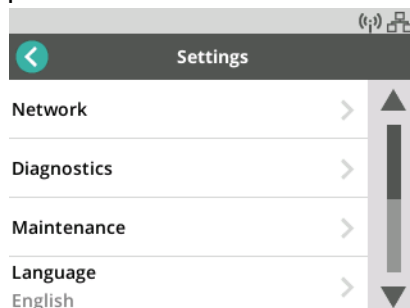 Settings
Network
Diagnostics
Maintenance
Language
English